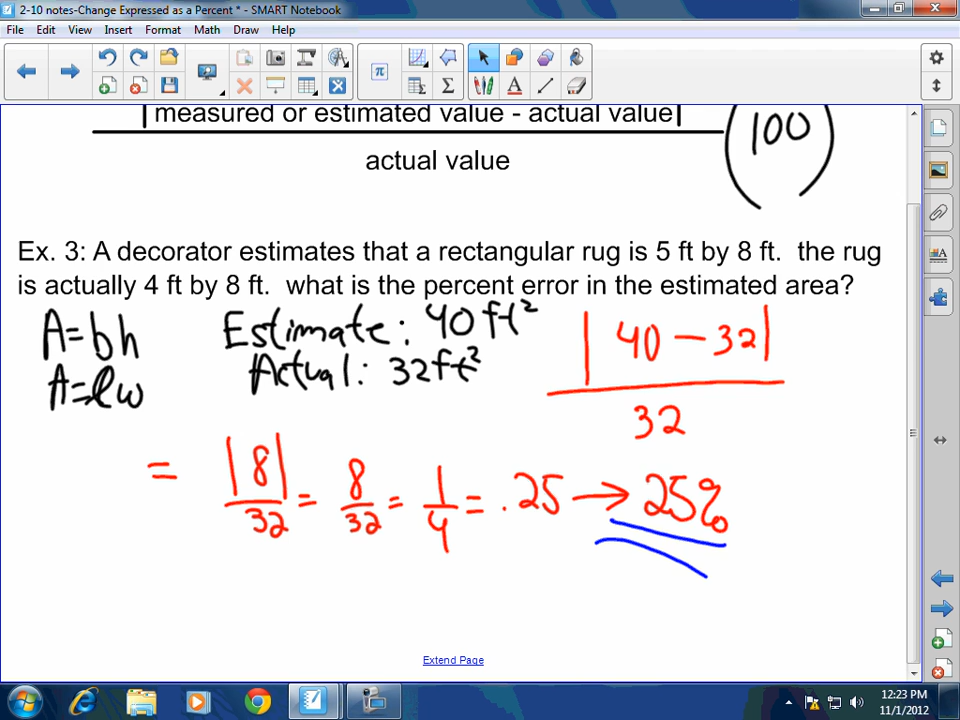 2-10 notes-Change Expressed as a Percent * - SMART Notebook
File Edit View Insert Format Math Draw Help
|measured or estimated value - actual value|
(100)
actual value
Ex. 3: A decorator estimates that a rectangular rug is 5 ft by 8 ft. the rug
is actually 4 ft by 8 ft. what is the percent error in the estimated area?
A=bh
Estimate: 40ft²
|40-32|
A=lw
Actual: 32ft²
32
= |8|/32 = 8/32 = 1/4 = .25 → 25%
Extend Page
12:23 PM
11/1/2012